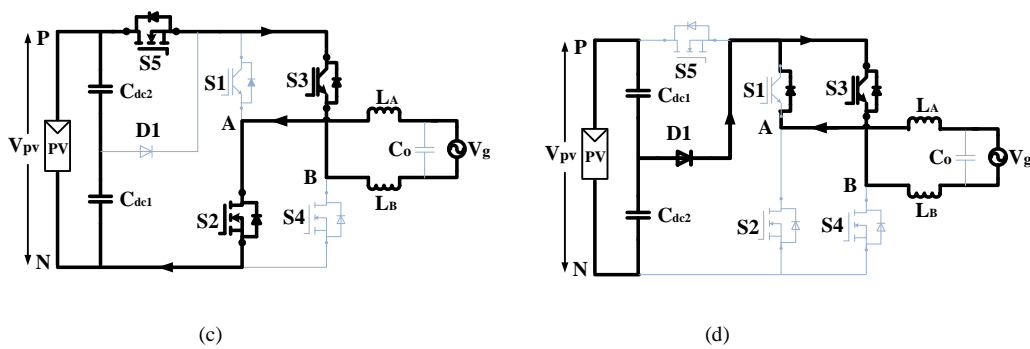 P
S5
Cdc2
S1
S3
LA
A
Vpv
PV
D1
Co
Vg
B
Cdc1
LB
S2
S4
N
(c)
P
S5
Cdc1
S1
S3
LA
A
Vpv
PV
D1
Co
Vg
B
Cdc2
LB
S2
S4
N
(d)